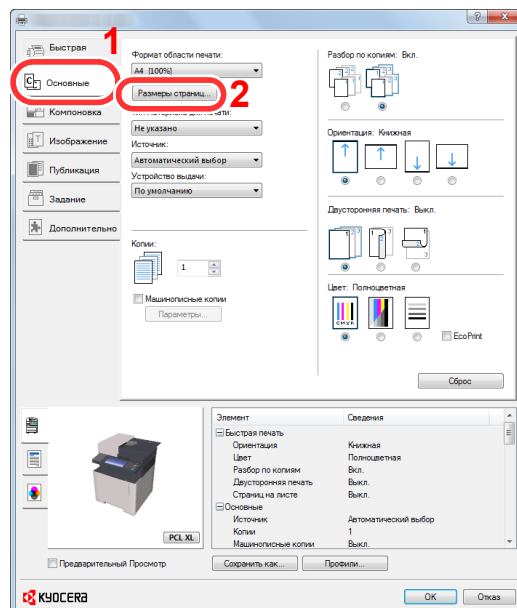 Быстрая
1
Основные
Компоновка
Изображение
Публикация
Задание
Дополнительно
Формат области печати:
A4 [100%]
Размеры страниц...
2
Не указано
Источник:
Автоматический выбор
Устройство выдачи:
По умолчанию
Копии:
1
Машинописные копии
Параметры...
Разбор по копиям: Вкл.
Ориентация: Книжная
Двусторонняя печать: Выкл.
Цвет: Полноцветная
CMYK
EcoPrint
Сброс
PCL XL
Предварительный Просмотр
Элемент Сведения
Быстрая печать
Ориентация Книжная
Цвет Полноцветная
Разбор по копиям Вкл.
Двусторонняя печать Выкл.
Страниц на листе Выкл.
Основные
Источник Автоматический выбор
Копии 1
Машинописные копии Выкл.
Сохранить как... Профили...
KYOCERA
OK Отказ